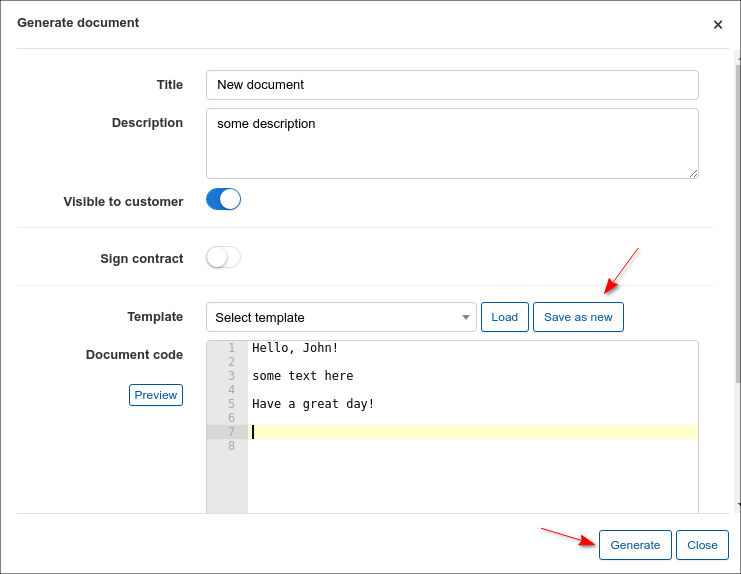 Generate document ×
Title New document
Description some description
Visible to customer
Sign contract
Template Select template Load Save as new
Document code
Preview
1 Hello, John!
2
3 some text here
4
5 Have a great day!
6
7
8
Generate Close